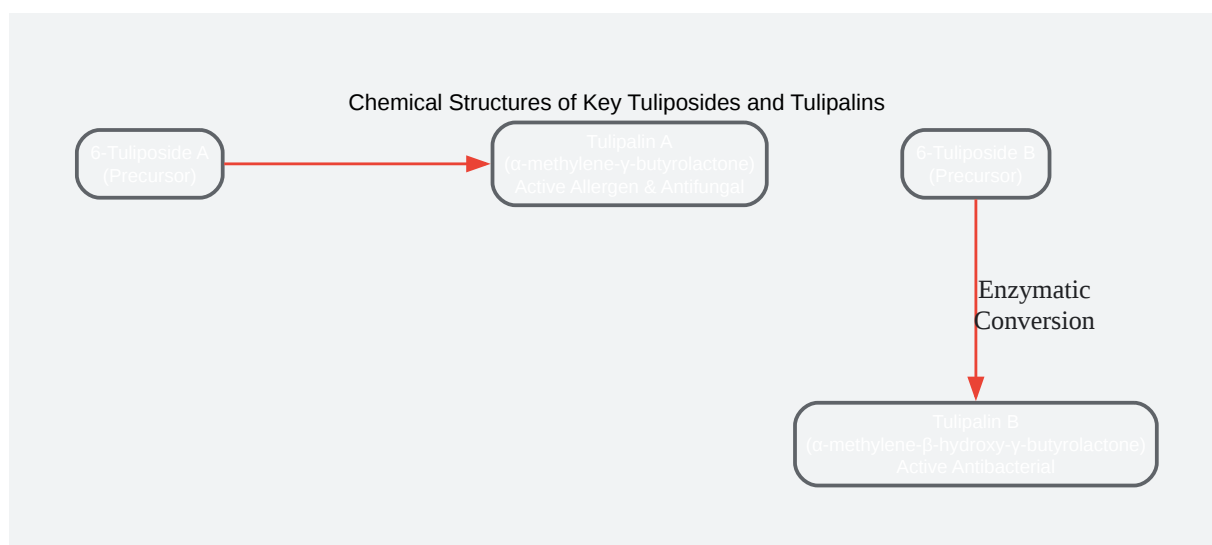 Chemical Structures of Key Tuliposides and Tulipalins
6-Tuliposide A
(Precursor)
Tulipalin A
(α-methylene-γ-butyrolactone)
Active Allergen & Antifungal
6-Tuliposide B
(Precursor)
Enzymatic
Conversion
Tulipalin B
(α-methylene-β-hydroxy-γ-butyrolactone)
Active Antibacterial